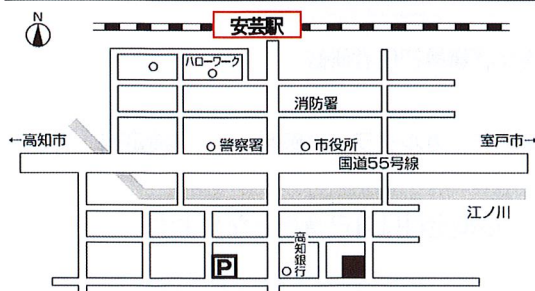 N
安芸駅
ハローワーク
消防署
←高知市
警察署
市役所
室戸市→
国道55号線
江ノ川
高知銀行
P